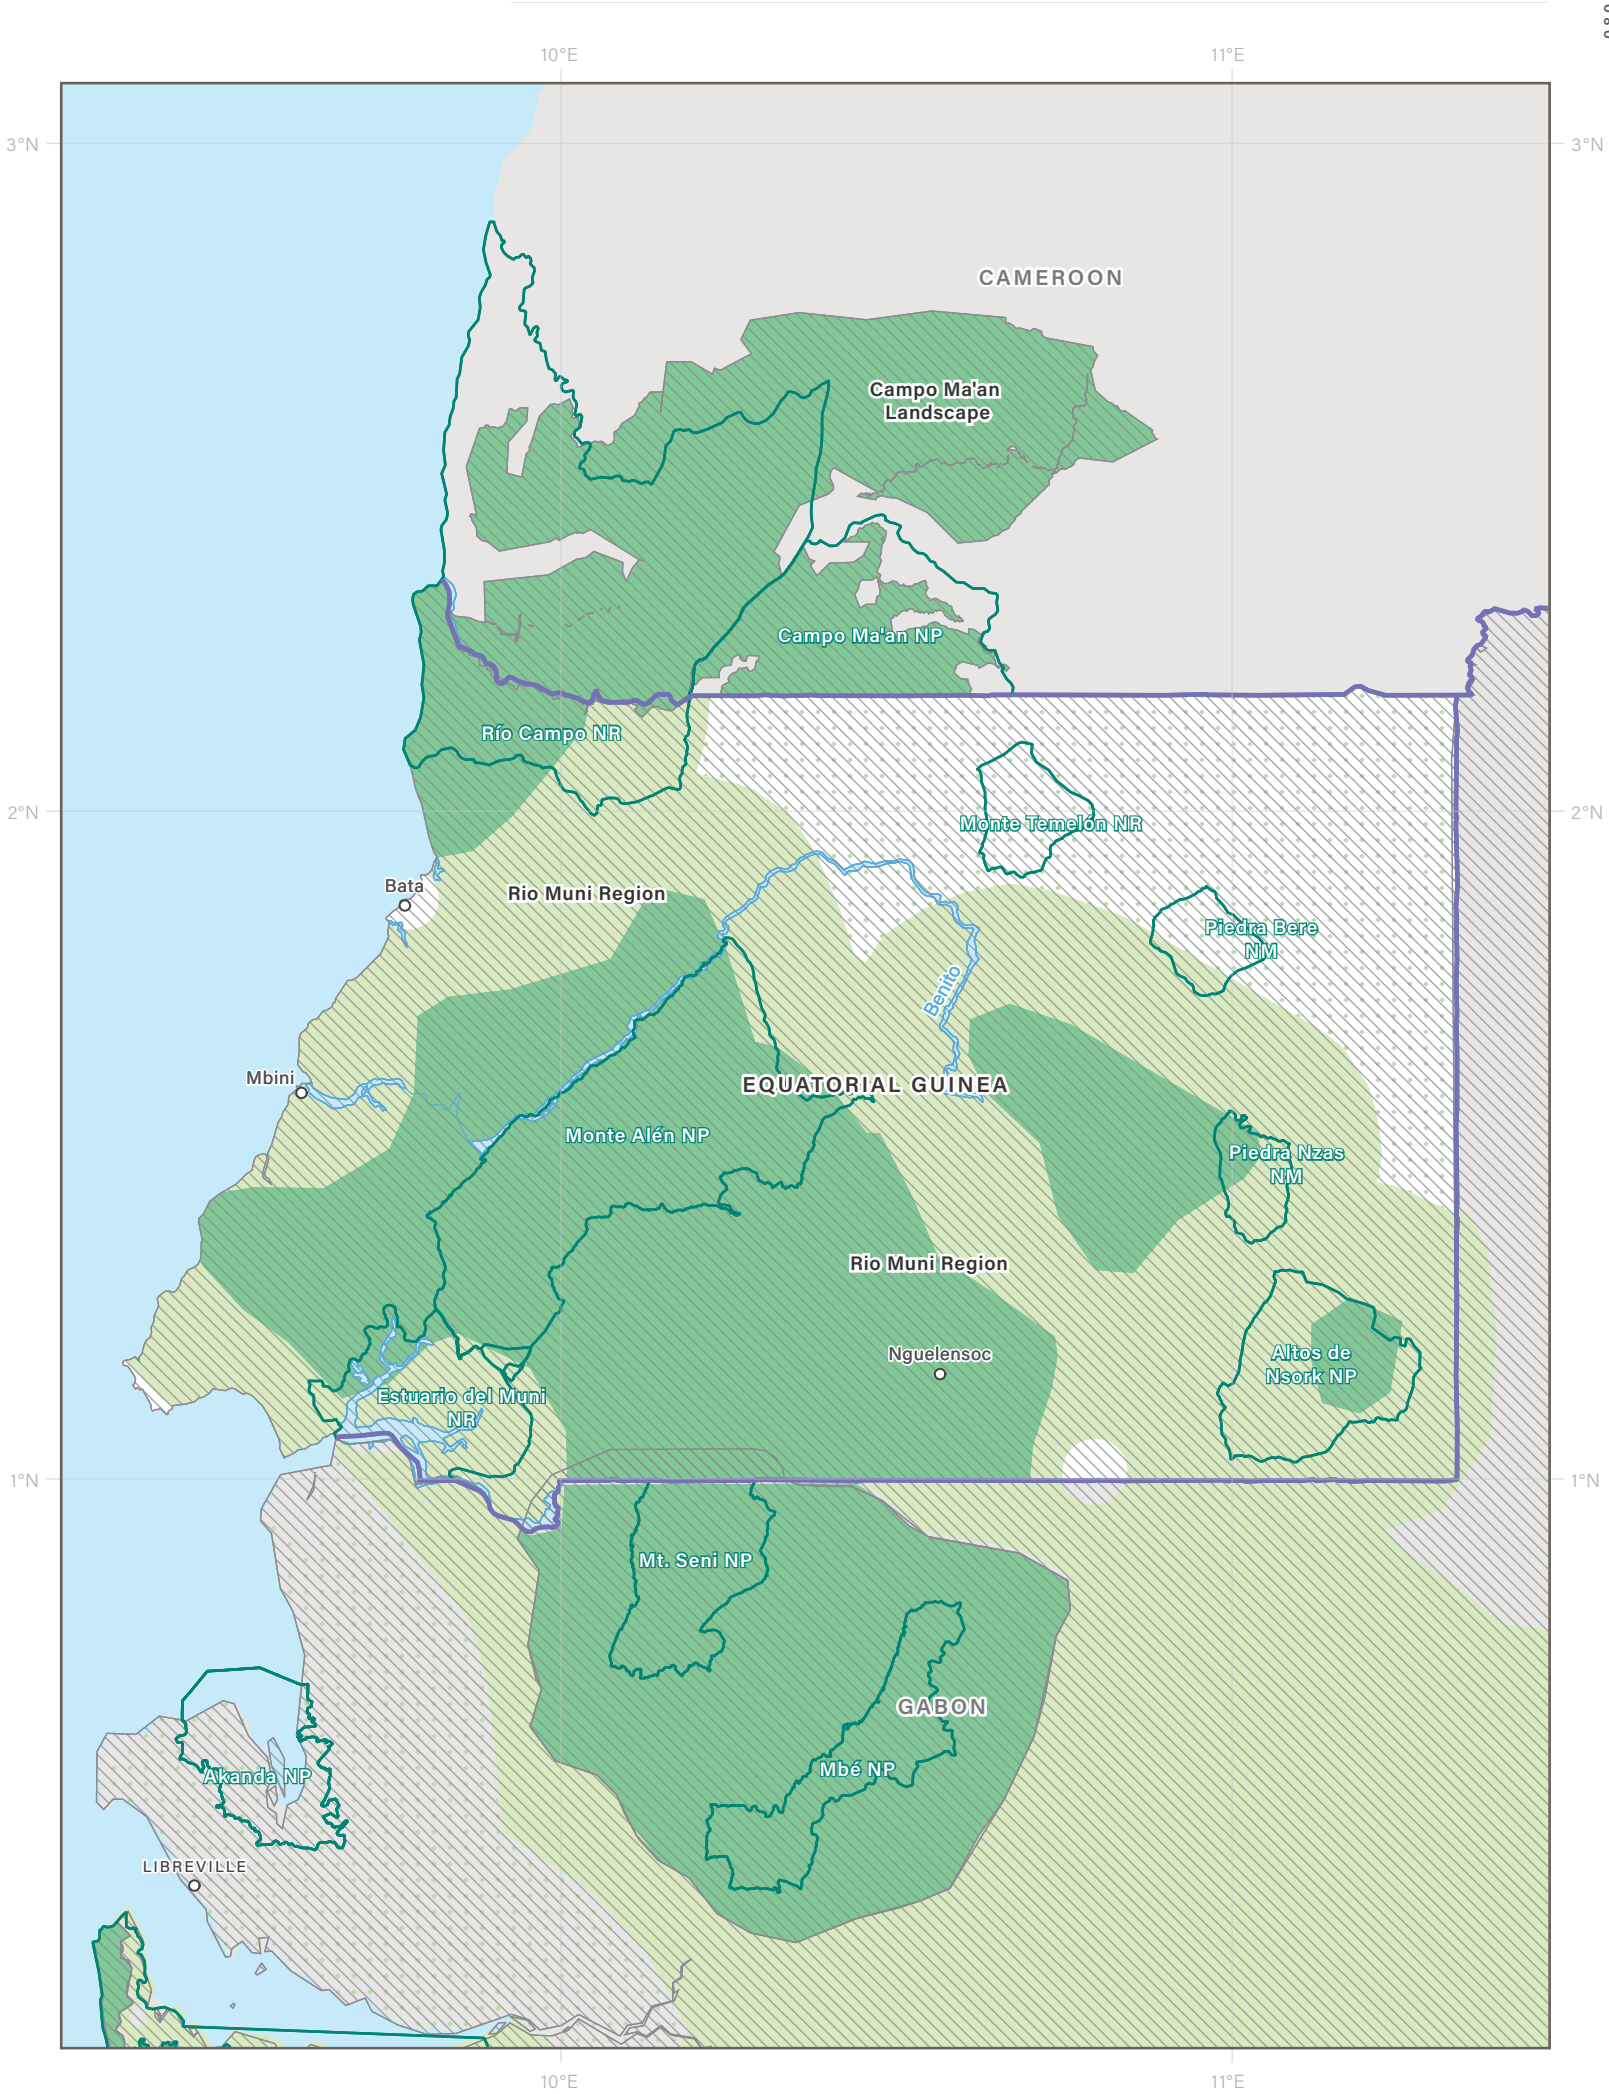 10°E
11°E
3°N
3°N
CAMEROON
Campo Ma'an
Landscape
Campo Ma'an NP
Río Campo NR
2°N
2°N
Monte Temelón NR
Bata
Rio Muni Region
Piedra Bere
NM
Benito
Mbini
EQUATORIAL GUINEA
Monte Alén NP
Piedra Nzas
NM
Rio Muni Region
Nguelensoc
Altos de
Nsork NP
Estuario del Muni
NR
1°N
1°N
Mt. Seni NP
GABON
Mbé NP
Akanda NP
LIBREVILLE
10°E
11°E